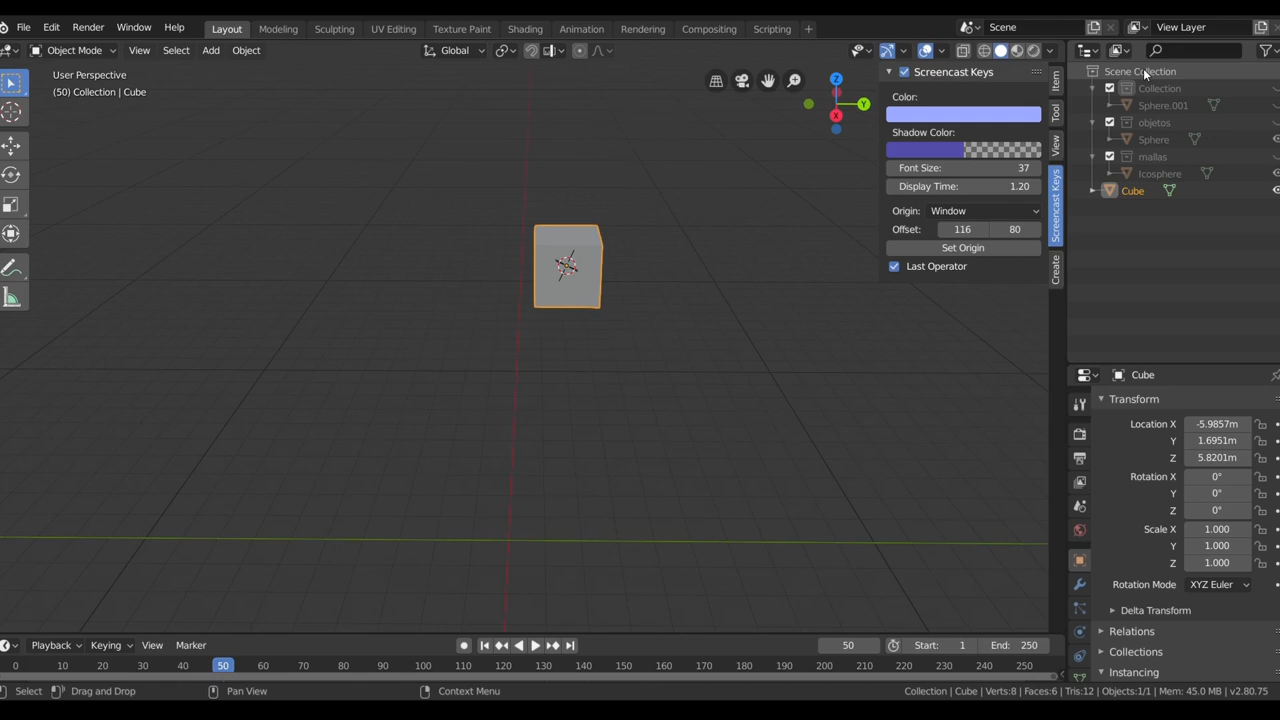 File Edit Render Window Help Layout Modeling Sculpting UV Editing Texture Paint Shading Animation Rendering Compositing Scripting + Scene View Layer
Object Mode View Select Add Object Global
User Perspective
(50) Collection | Cube
Z
Y
X
Screencast Keys
Color:
Shadow Color:
Font Size: 37
Display Time: 1.20
Origin: Window
Offset: 116 80
Set Origin
Last Operator
Item
Tool
View
Screencast Keys
Create
Scene Collection
Collection
Sphere.001
objetos
Sphere
mallas
Icosphere
Cube
Cube
Transform
Location X -5.9857m
Y 1.6951m
Z 5.8201m
Rotation X 0°
Y 0°
Z 0°
Scale X 1.000
Y 1.000
Z 1.000
Rotation Mode XYZ Euler
Delta Transform
Relations
Collections
Instancing
Playback Keying View Marker 50 Start: 1 End: 250
0 10 20 30 40 50 60 70 80 90 100 110 120 130 140 150 160 170 180 190 200 210 220 230 240 250
Select Drag and Drop Pan View Context Menu Collection | Cube | Verts:8 | Faces:6 | Tris:12 | Objects:1/1 | Mem: 45.0 MB | v2.80.75